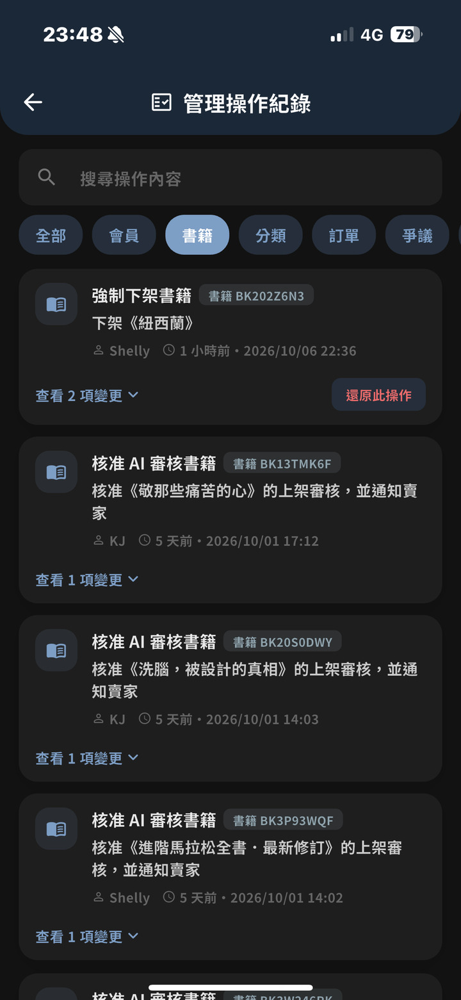 23:48 4G 79
管理操作紀錄
搜尋操作內容
全部 會員 書籍 分類 訂單 爭議
強制下架書籍 書籍 BK202Z6N3
下架《紐西蘭》
Shelly 1 小時前・2026/10/06 22:36
查看 2 項變更 還原此操作
核准 AI 審核書籍 書籍 BK13TMK6F
核准《敬那些痛苦的心》的上架審核，並通知賣
家
KJ 5 天前・2026/10/01 17:12
查看 1 項變更
核准 AI 審核書籍 書籍 BK20S0DWY
核准《洗腦，被設計的真相》的上架審核，並通
知賣家
KJ 5 天前・2026/10/01 14:03
查看 1 項變更
核准 AI 審核書籍 書籍 BK3P93WQF
核准《進階馬拉松全書．最新修訂》的上架審
核，並通知賣家
Shelly 5 天前・2026/10/01 14:02
查看 1 項變更
核准 AI 審核書籍 書籍